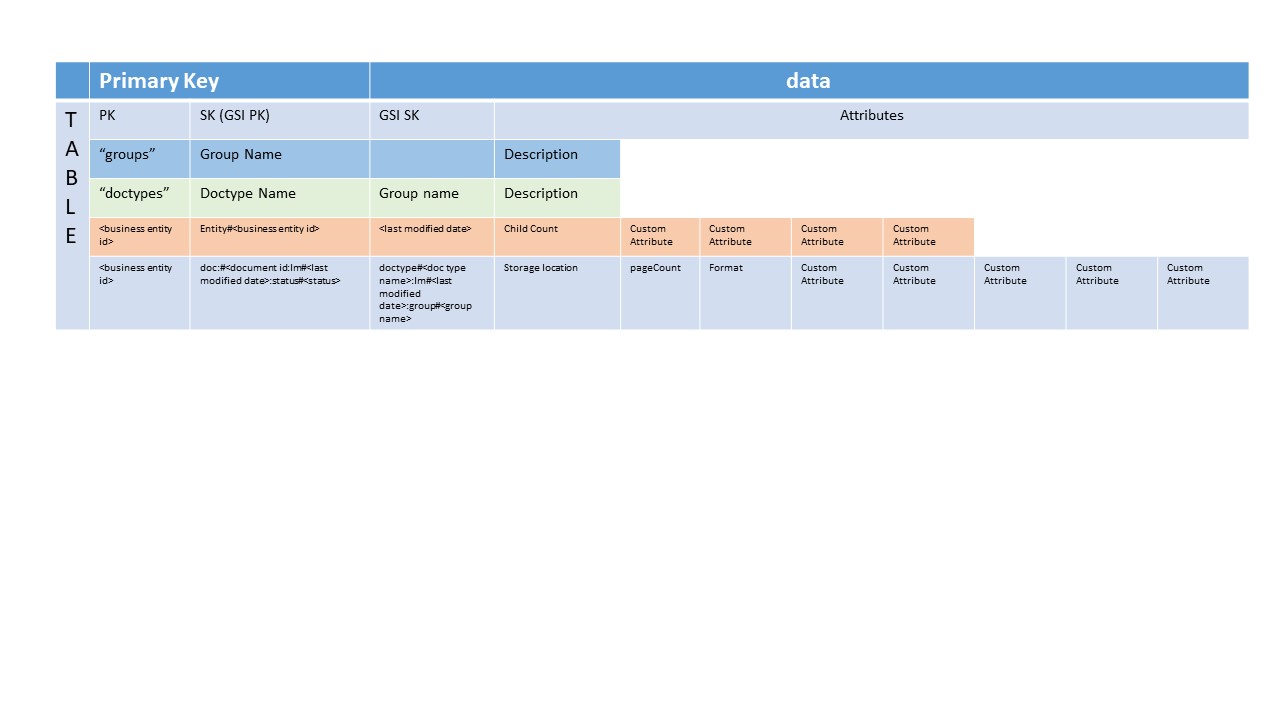 Primary Key
data
T
A
B
L
E
PK
SK (GSI PK)
GSI SK
Attributes
“groups”
Group Name
Description
“doctypes”
Doctype Name
Group name
Description
<business entity
id>
Entity#<business entity id>
<last modified date>
Child Count
Custom
Attribute
Custom
Attribute
Custom
Attribute
Custom
Attribute
<business entity
id>
doc:#<document id:lm#<last
modified date>:status#<status>
doctype#<doc type
name>:lm#<last
modified
date>:group#<group
name>
Storage location
pageCount
Format
Custom
Attribute
Custom
Attribute
Custom
Attribute
Custom
Attribute
Custom
Attribute